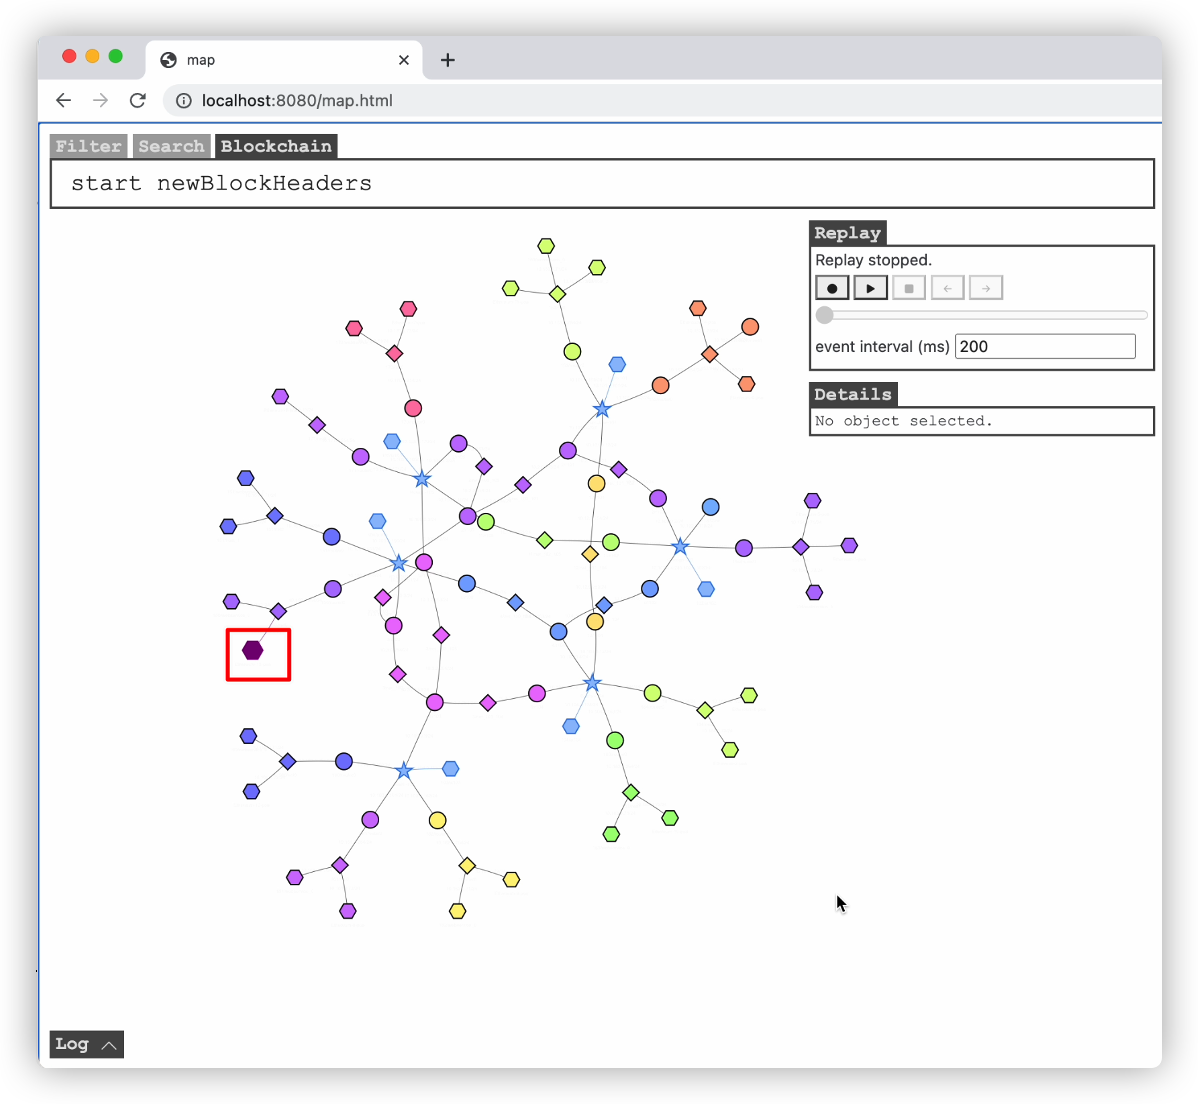 map
localhost:8080/map.html
Filter Search Blockchain
start newBlockHeaders
Replay
Replay stopped.
event interval (ms) 200
Details
No object selected.
Log